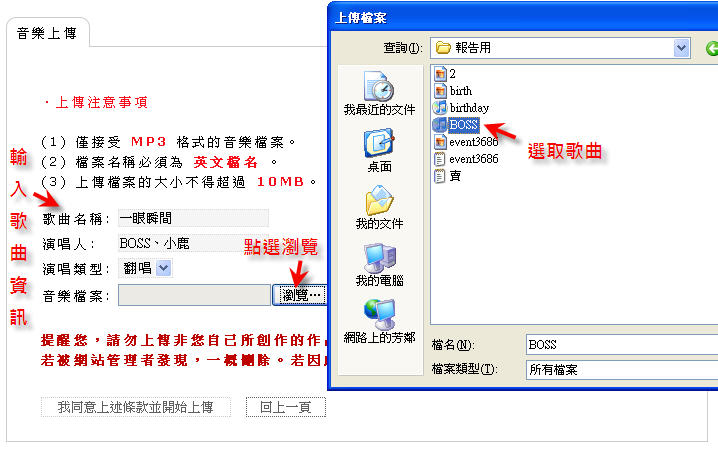 音樂上傳
・上傳注意事項
(1) 僅接受 MP3 格式的音樂檔案。
(2) 檔案名稱必須為 英文檔名 。
(3) 上傳檔案的大小不得超過 10MB。
輸入歌曲資訊
歌曲名稱: 一眼瞬間
演唱人: BOSS、小鹿
演唱類型: 翻唱
點選瀏覽
音樂檔案: 瀏覽…
提醒您,請勿上傳非您自己所創作的作
若被網站管理者發現,一概刪除。若因
我同意上述條款並開始上傳 回上一頁
上傳檔案
查詢(I): 報告用
我最近的文件
桌面
我的文件
我的電腦
網路上的芳鄰
2
birth
birthday
BOSS
選取歌曲
event3686
event3686
賣
檔名(N): BOSS
檔案類型(T): 所有檔案